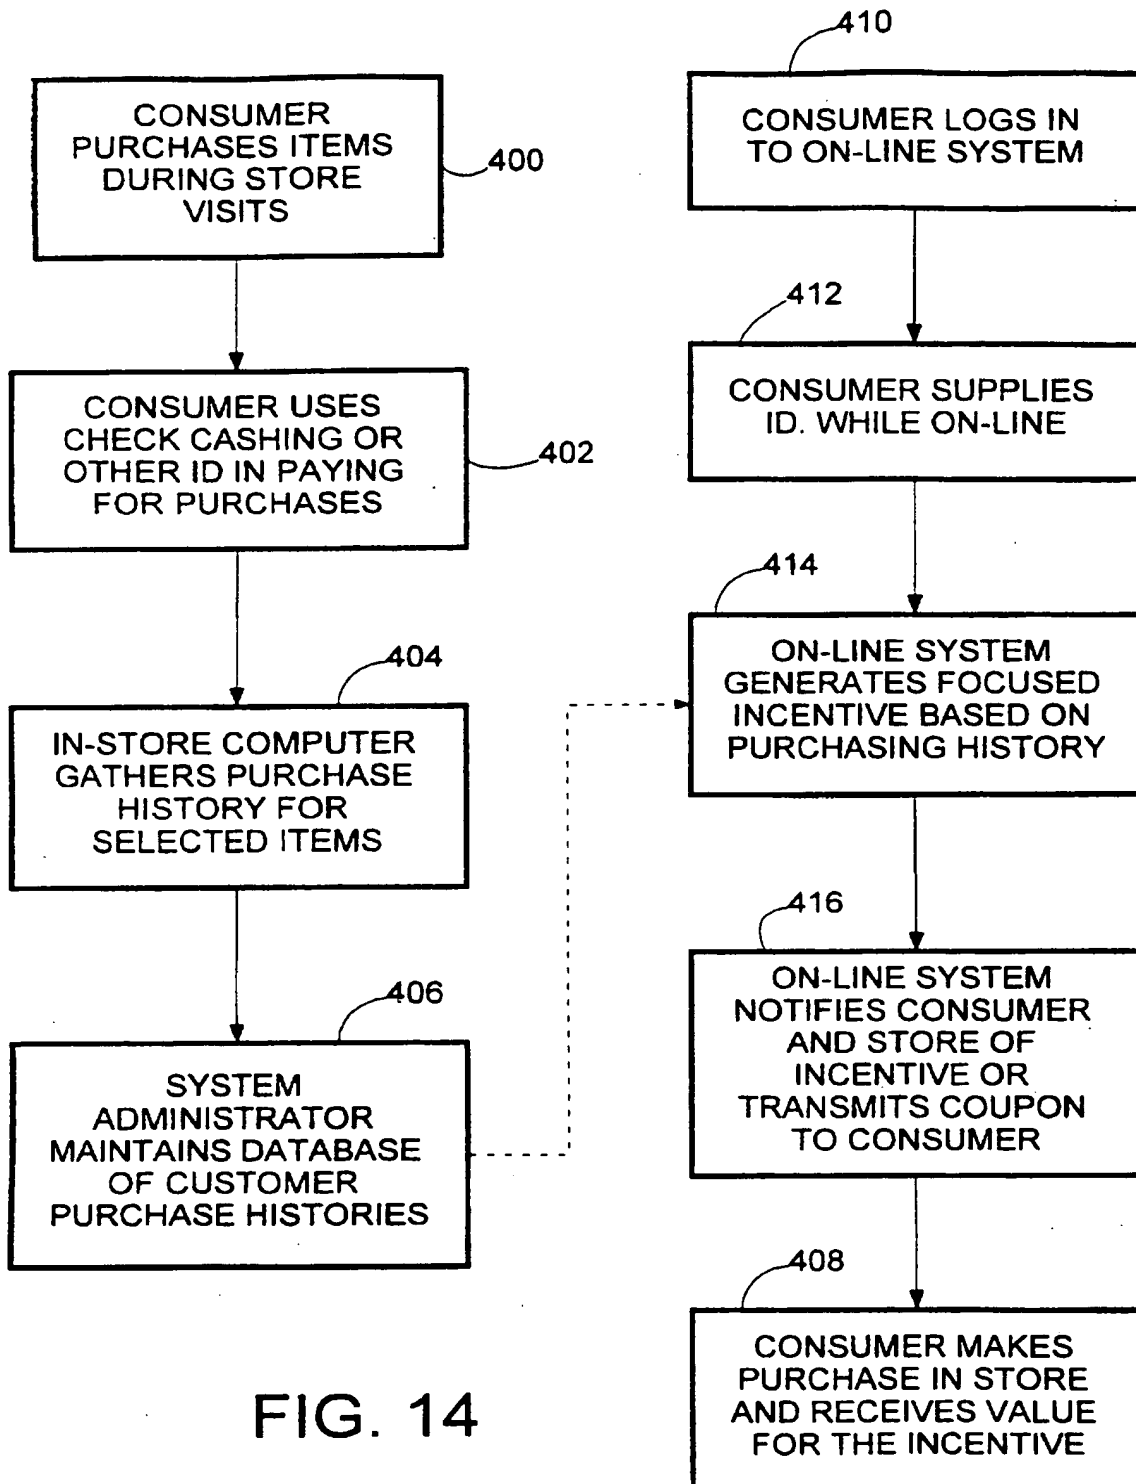 400
CONSUMER
PURCHASES ITEMS
DURING STORE
VISITS
402
CONSUMER USES
CHECK CASHING OR
OTHER ID IN PAYING
FOR PURCHASES
404
IN-STORE COMPUTER
GATHERS PURCHASE
HISTORY FOR
SELECTED ITEMS
406
SYSTEM
ADMINISTRATOR
MAINTAINS DATABASE
OF CUSTOMER
PURCHASE HISTORIES
410
CONSUMER LOGS IN
TO ON-LINE SYSTEM
412
CONSUMER SUPPLIES
ID. WHILE ON-LINE
414
ON-LINE SYSTEM
GENERATES FOCUSED
INCENTIVE BASED ON
PURCHASING HISTORY
416
ON-LINE SYSTEM
NOTIFIES CONSUMER
AND STORE OF
INCENTIVE OR
TRANSMITS COUPON
TO CONSUMER
408
CONSUMER MAKES
PURCHASE IN STORE
AND RECEIVES VALUE
FOR THE INCENTIVE
FIG. 14